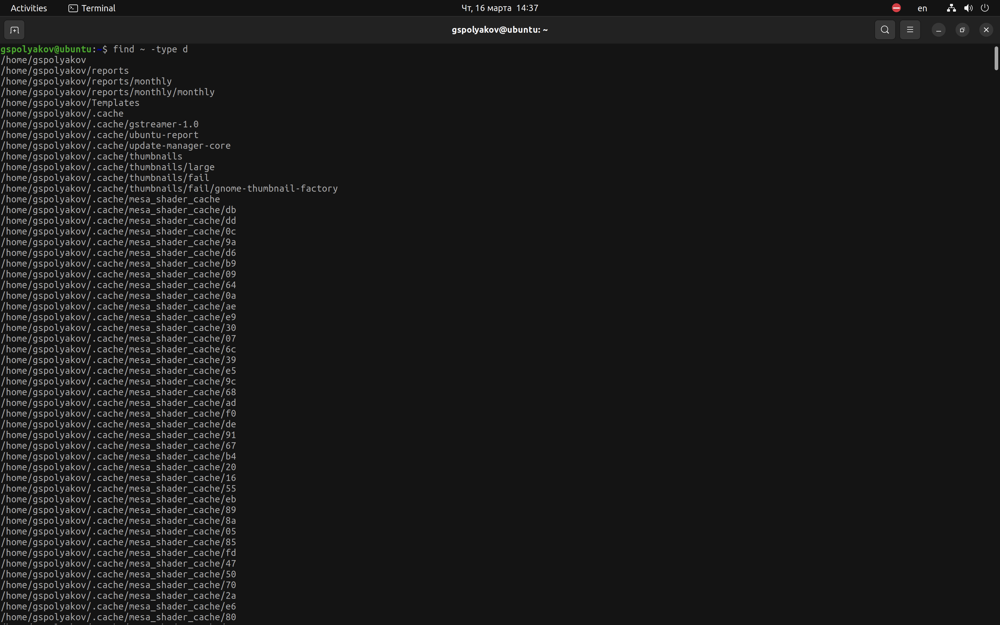 Activities Terminal Чт, 16 марта 14:37 en
gspolyakov@ubuntu: ~
gspolyakov@ubuntu:~$ find ~ -type d
/home/gspolyakov
/home/gspolyakov/reports
/home/gspolyakov/reports/monthly
/home/gspolyakov/reports/monthly/monthly
/home/gspolyakov/Templates
/home/gspolyakov/.cache
/home/gspolyakov/.cache/gstreamer-1.0
/home/gspolyakov/.cache/ubuntu-report
/home/gspolyakov/.cache/update-manager-core
/home/gspolyakov/.cache/thumbnails
/home/gspolyakov/.cache/thumbnails/large
/home/gspolyakov/.cache/thumbnails/fail
/home/gspolyakov/.cache/thumbnails/fail/gnome-thumbnail-factory
/home/gspolyakov/.cache/mesa_shader_cache
/home/gspolyakov/.cache/mesa_shader_cache/db
/home/gspolyakov/.cache/mesa_shader_cache/dd
/home/gspolyakov/.cache/mesa_shader_cache/0c
/home/gspolyakov/.cache/mesa_shader_cache/9a
/home/gspolyakov/.cache/mesa_shader_cache/d6
/home/gspolyakov/.cache/mesa_shader_cache/b9
/home/gspolyakov/.cache/mesa_shader_cache/09
/home/gspolyakov/.cache/mesa_shader_cache/64
/home/gspolyakov/.cache/mesa_shader_cache/0a
/home/gspolyakov/.cache/mesa_shader_cache/ae
/home/gspolyakov/.cache/mesa_shader_cache/e9
/home/gspolyakov/.cache/mesa_shader_cache/30
/home/gspolyakov/.cache/mesa_shader_cache/07
/home/gspolyakov/.cache/mesa_shader_cache/6c
/home/gspolyakov/.cache/mesa_shader_cache/39
/home/gspolyakov/.cache/mesa_shader_cache/e5
/home/gspolyakov/.cache/mesa_shader_cache/9c
/home/gspolyakov/.cache/mesa_shader_cache/68
/home/gspolyakov/.cache/mesa_shader_cache/ad
/home/gspolyakov/.cache/mesa_shader_cache/f0
/home/gspolyakov/.cache/mesa_shader_cache/de
/home/gspolyakov/.cache/mesa_shader_cache/91
/home/gspolyakov/.cache/mesa_shader_cache/67
/home/gspolyakov/.cache/mesa_shader_cache/b4
/home/gspolyakov/.cache/mesa_shader_cache/20
/home/gspolyakov/.cache/mesa_shader_cache/16
/home/gspolyakov/.cache/mesa_shader_cache/55
/home/gspolyakov/.cache/mesa_shader_cache/eb
/home/gspolyakov/.cache/mesa_shader_cache/89
/home/gspolyakov/.cache/mesa_shader_cache/8a
/home/gspolyakov/.cache/mesa_shader_cache/05
/home/gspolyakov/.cache/mesa_shader_cache/85
/home/gspolyakov/.cache/mesa_shader_cache/fd
/home/gspolyakov/.cache/mesa_shader_cache/47
/home/gspolyakov/.cache/mesa_shader_cache/50
/home/gspolyakov/.cache/mesa_shader_cache/70
/home/gspolyakov/.cache/mesa_shader_cache/2a
/home/gspolyakov/.cache/mesa_shader_cache/e6
/home/gspolyakov/.cache/mesa_shader_cache/80